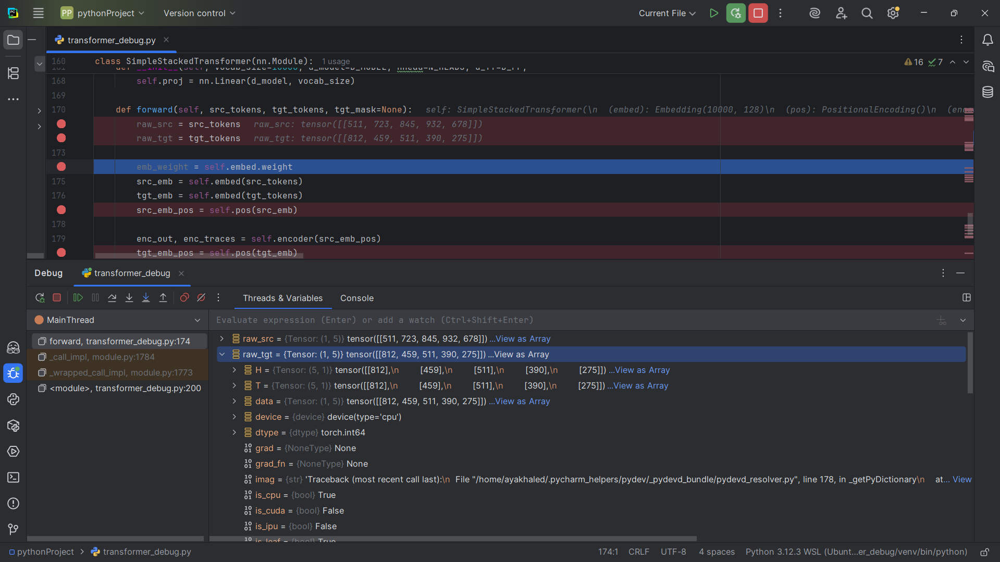 PP pythonProject Version control Current File
transformer_debug.py
160 class SimpleStackedTransformer(nn.Module): 1 usage 16 7
161 def __init__(self, vocab_size=10000, d_model=D_MODEL, nhead=N_HEADS, d_ff=D_FF,
168 self.proj = nn.Linear(d_model, vocab_size)
169
170 def forward(self, src_tokens, tgt_tokens, tgt_mask=None): self: SimpleStackedTransformer(\n (embed): Embedding(10000, 128)\n (pos): PositionalEncoding()\n (enc
raw_src = src_tokens raw_src: tensor([[511, 723, 845, 932, 678]])
raw_tgt = tgt_tokens raw_tgt: tensor([[812, 459, 511, 390, 275]])
173
emb_weight = self.embed.weight
175 src_emb = self.embed(src_tokens)
176 tgt_emb = self.embed(tgt_tokens)
src_emb_pos = self.pos(src_emb)
178
179 enc_out, enc_traces = self.encoder(src_emb_pos)
tgt_emb_pos = self.pos(tgt_emb)
Debug transformer_debug
Threads & Variables Console
MainThread
Evaluate expression (Enter) or add a watch (Ctrl+Shift+Enter)
forward, transformer_debug.py:174
_call_impl, module.py:1784
_wrapped_call_impl, module.py:1773
<module>, transformer_debug.py:200
raw_src = {Tensor: (1, 5)} tensor([[511, 723, 845, 932, 678]]) ...View as Array
raw_tgt = {Tensor: (1, 5)} tensor([[812, 459, 511, 390, 275]]) ...View as Array
H = {Tensor: (5, 1)} tensor([[812],\n [459],\n [511],\n [390],\n [275]]) ...View as Array
T = {Tensor: (5, 1)} tensor([[812],\n [459],\n [511],\n [390],\n [275]]) ...View as Array
data = {Tensor: (1, 5)} tensor([[812, 459, 511, 390, 275]]) ...View as Array
device = {device} device(type='cpu')
dtype = {dtype} torch.int64
grad = {NoneType} None
grad_fn = {NoneType} None
imag = {str} 'Traceback (most recent call last):\n File "/home/ayakhaled/.pycharm_helpers/pydev/_pydevd_bundle/pydevd_resolver.py", line 178, in _getPyDictionary\n at... View
is_cpu = {bool} True
is_cuda = {bool} False
is_ipu = {bool} False
is_leaf = {bool} True
pythonProject > transformer_debug.py 174:1 CRLF UTF-8 4 spaces Python 3.12.3 WSL (Ubunt...er_debug/venv/bin/python)